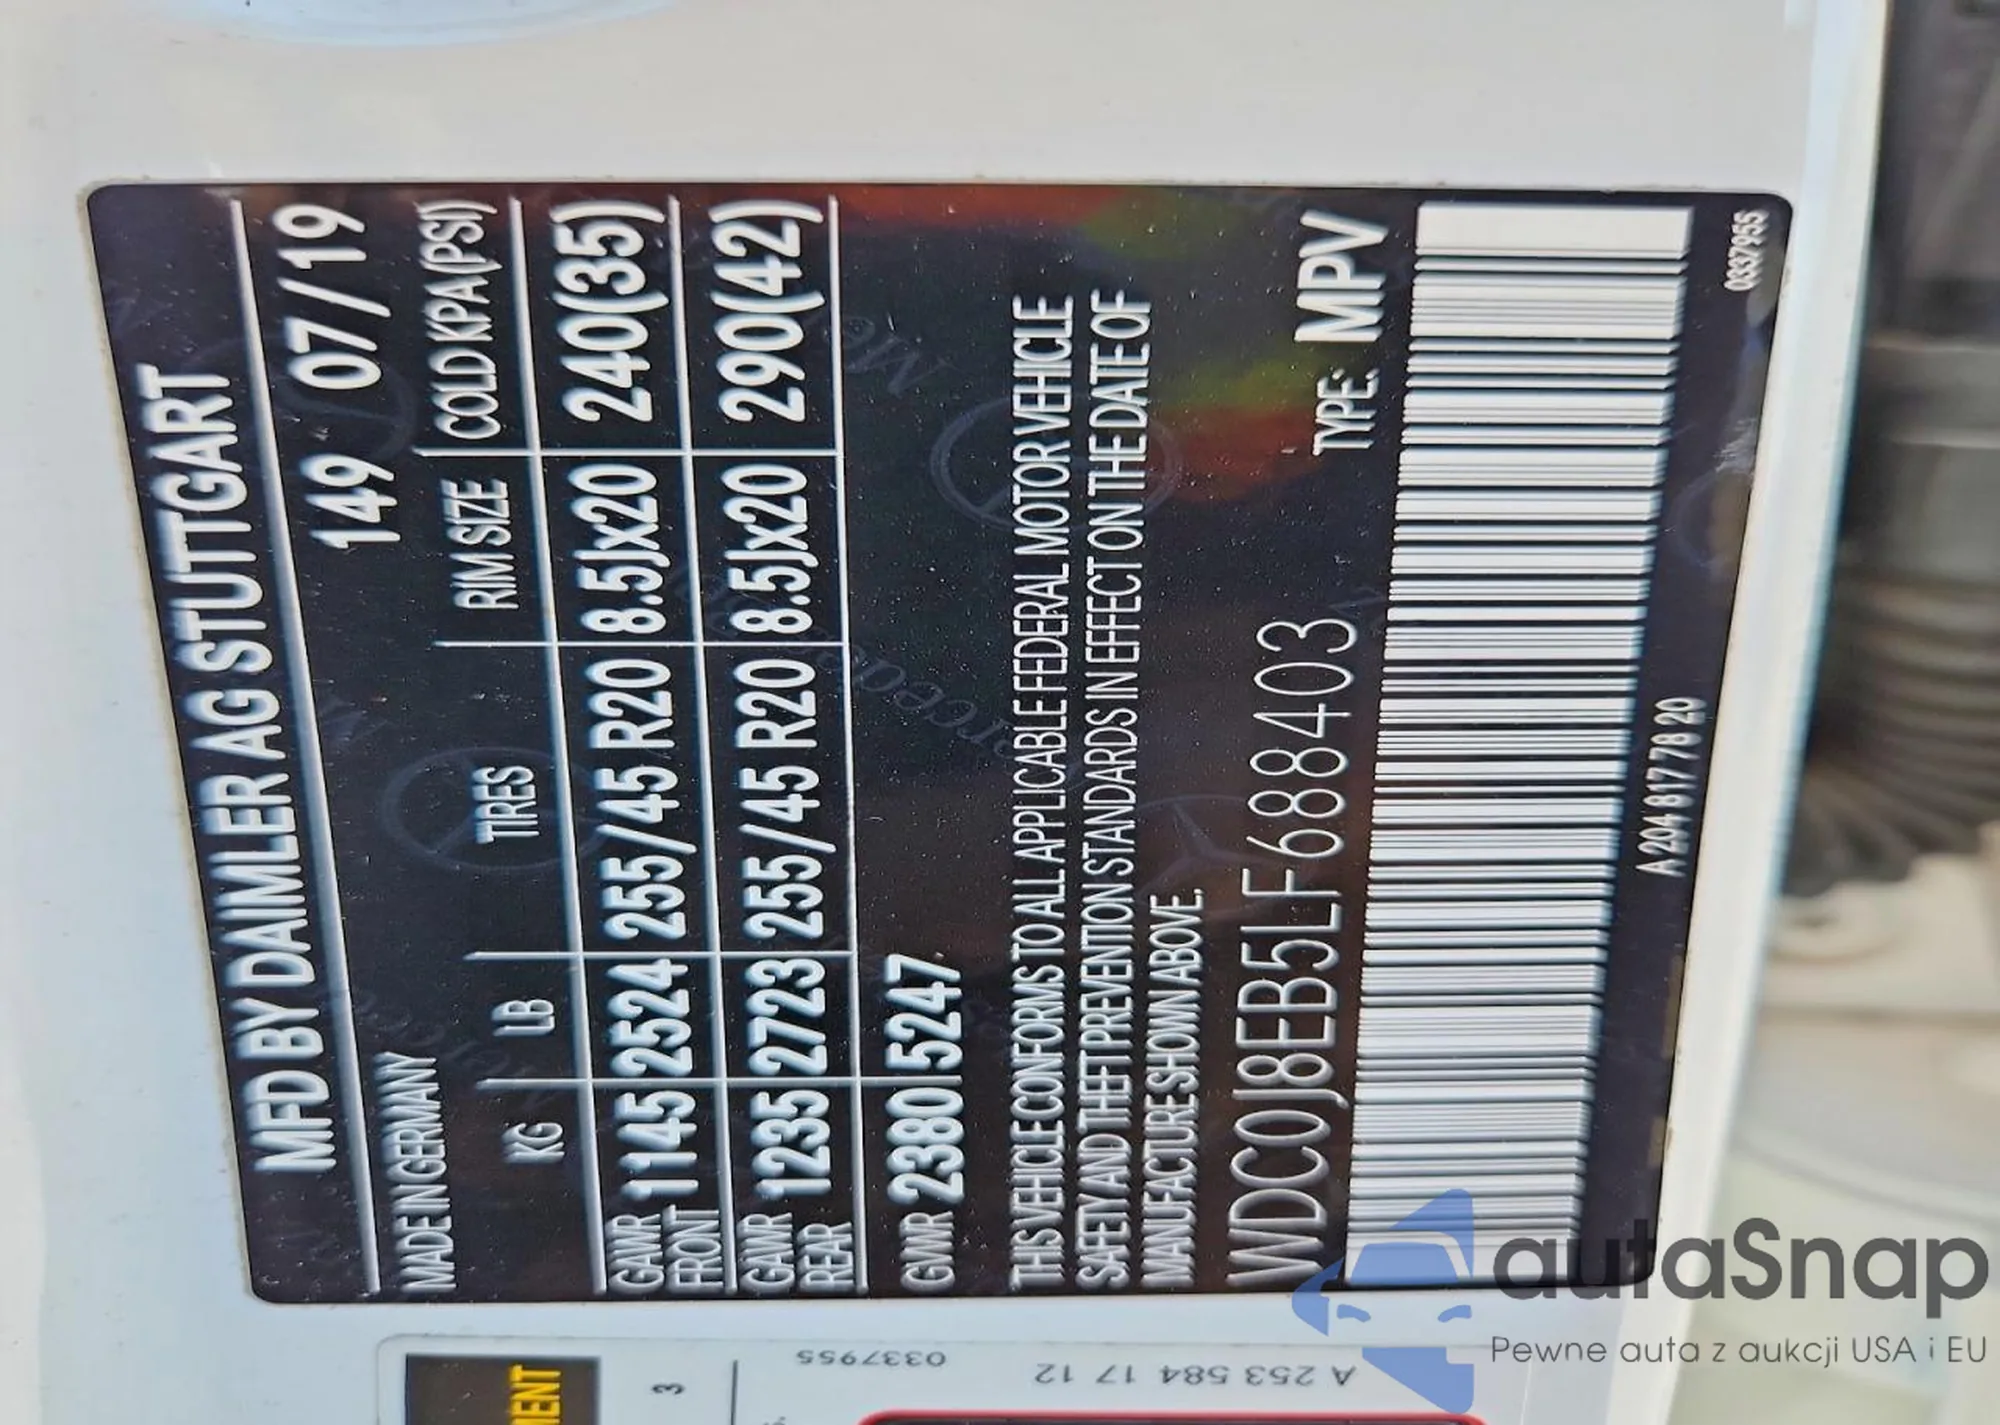 MFD BY DAIMLER AG STUTTGART
149 07/19
MADE IN GERMANY
KG LB TIRES RIM SIZE COLD KPA(PSI)
GAWR FRONT 1145 2524 255/45 R20 8.5Jx20 240(35)
GAWR REAR 1235 2723 255/45 R20 8.5Jx20 290(42)
GVWR 2380 5247
THIS VEHICLE CONFORMS TO ALL APPLICABLE FEDERAL MOTOR VEHICLE
SAFETY AND THEFT PREVENTION STANDARDS IN EFFECT ON THE DATE OF
MANUFACTURE SHOWN ABOVE.
WDC0J8EB5LF688403 TYPE: MPV
A 204 817 78 20
0337955
3
0337955
A 253 584 17 12
autaSnap
Pewne auta z aukcji USA i EU